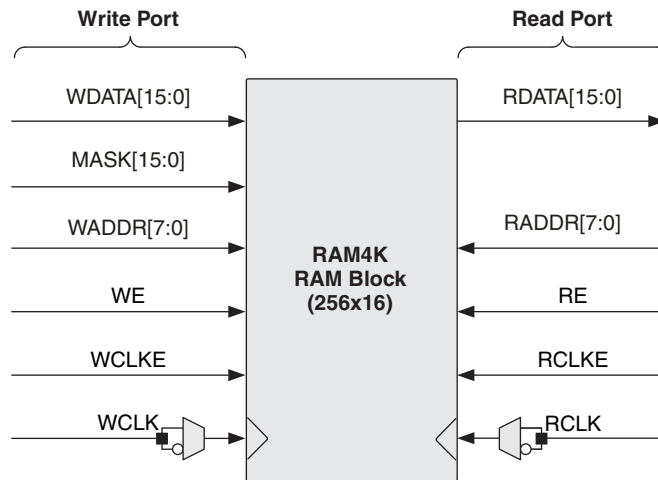 Write Port
Read Port
WDATA[15:0]
RDATA[15:0]
MASK[15:0]
WADDR[7:0]
RADDR[7:0]
RAM4K
RAM Block
(256x16)
WE
RE
WCLKE
RCLKE
WCLK
RCLK